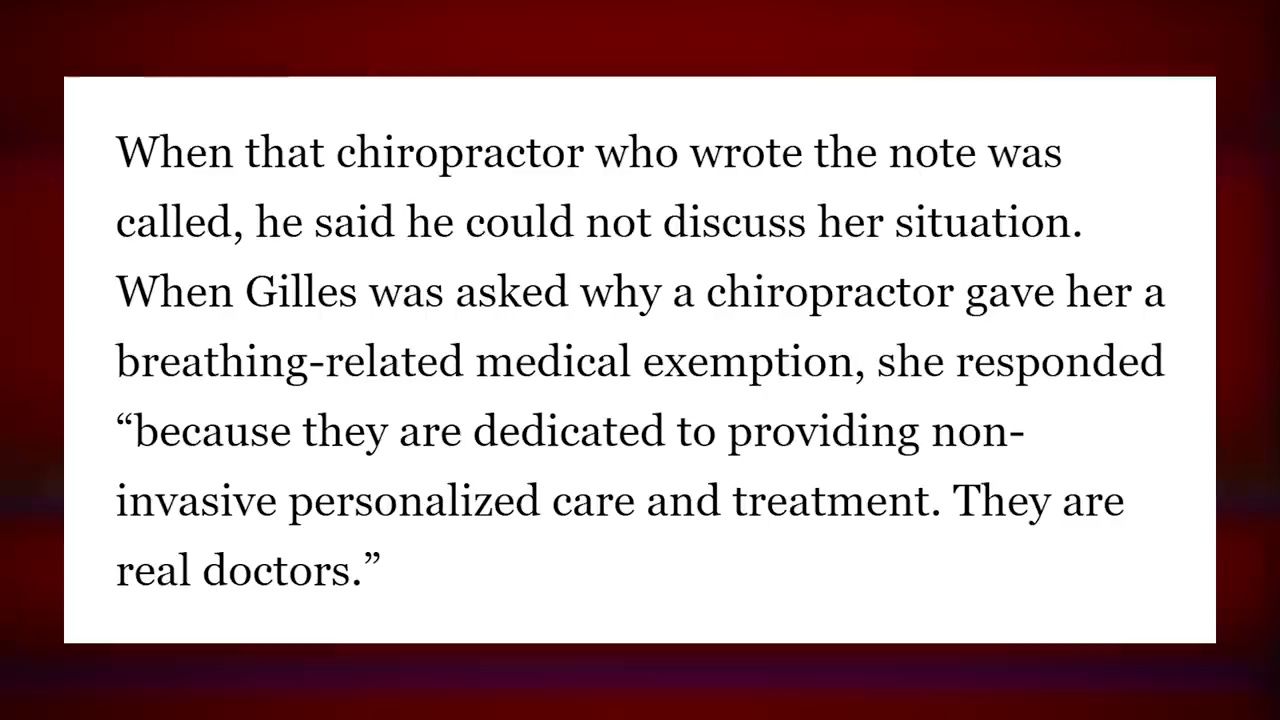 When that chiropractor who wrote the note was
called, he said he could not discuss her situation.
When Gilles was asked why a chiropractor gave her a
breathing-related medical exemption, she responded
“because they are dedicated to providing non-
invasive personalized care and treatment. They are
real doctors.”